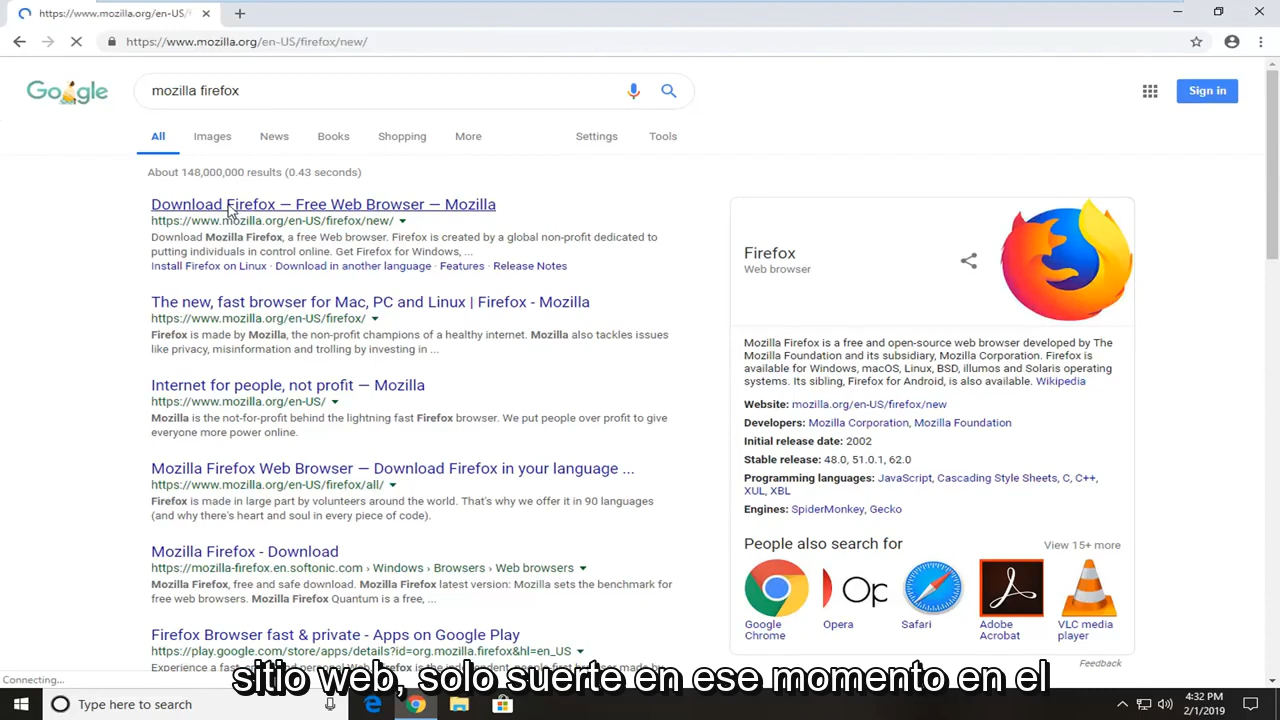 https://www.mozilla.org/en-US/f
https://www.mozilla.org/en-US/firefox/new/
Google
mozilla firefox
Sign in
All Images News Books Shopping More Settings Tools
About 148,000,000 results (0.43 seconds)
Download Firefox — Free Web Browser — Mozilla
https://www.mozilla.org/en-US/firefox/new/
Download Mozilla Firefox, a free Web browser. Firefox is created by a global non-profit dedicated to
putting individuals in control online. Get Firefox for Windows, ...
Install Firefox on Linux · Download in another language · Features · Release Notes
The new, fast browser for Mac, PC and Linux | Firefox - Mozilla
https://www.mozilla.org/en-US/firefox/
Firefox is made by Mozilla, the non-profit champions of a healthy internet. Mozilla also tackles issues
like privacy, misinformation and trolling by investing in ...
Internet for people, not profit — Mozilla
https://www.mozilla.org/en-US/
Mozilla is the not-for-profit behind the lightning fast Firefox browser. We put people over profit to give
everyone more power online.
Mozilla Firefox Web Browser — Download Firefox in your language ...
https://www.mozilla.org/en-US/firefox/all/
Firefox is made in large part by volunteers around the world. That's why we offer it in 90 languages
(and why there's heart and soul in every piece of code).
Mozilla Firefox - Download
https://mozilla-firefox.en.softonic.com › Windows › Browsers › Web browsers
Mozilla Firefox, free and safe download. Mozilla Firefox latest version: Mozilla sets the benchmark for
free web browsers. Mozilla Firefox Quantum is a free, ...
Firefox Browser fast & private - Apps on Google Play
https://play.google.com/store/apps/details?id=org.mozilla.firefox&hl=en_US
Firefox
Web browser
Mozilla Firefox is a free and open-source web browser developed by The
Mozilla Foundation and its subsidiary, Mozilla Corporation. Firefox is
available for Windows, macOS, Linux, BSD, illumos and Solaris operating
systems. Its sibling, Firefox for Android, is also available. Wikipedia
Website: mozilla.org/en-US/firefox/new
Developers: Mozilla Corporation, Mozilla Foundation
Initial release date: 2002
Stable release: 48.0, 51.0.1, 62.0
Programming languages: JavaScript, Cascading Style Sheets, C, C++,
XUL, XBL
Engines: SpiderMonkey, Gecko
People also search for View 15+ more
Op
Google
Chrome
Opera
Safari
Adobe
Acrobat
VLC media
player
Feedback
sitio web, solo suerte en ese momento en el
Connecting...
Type here to search
4:32 PM
2/1/2019